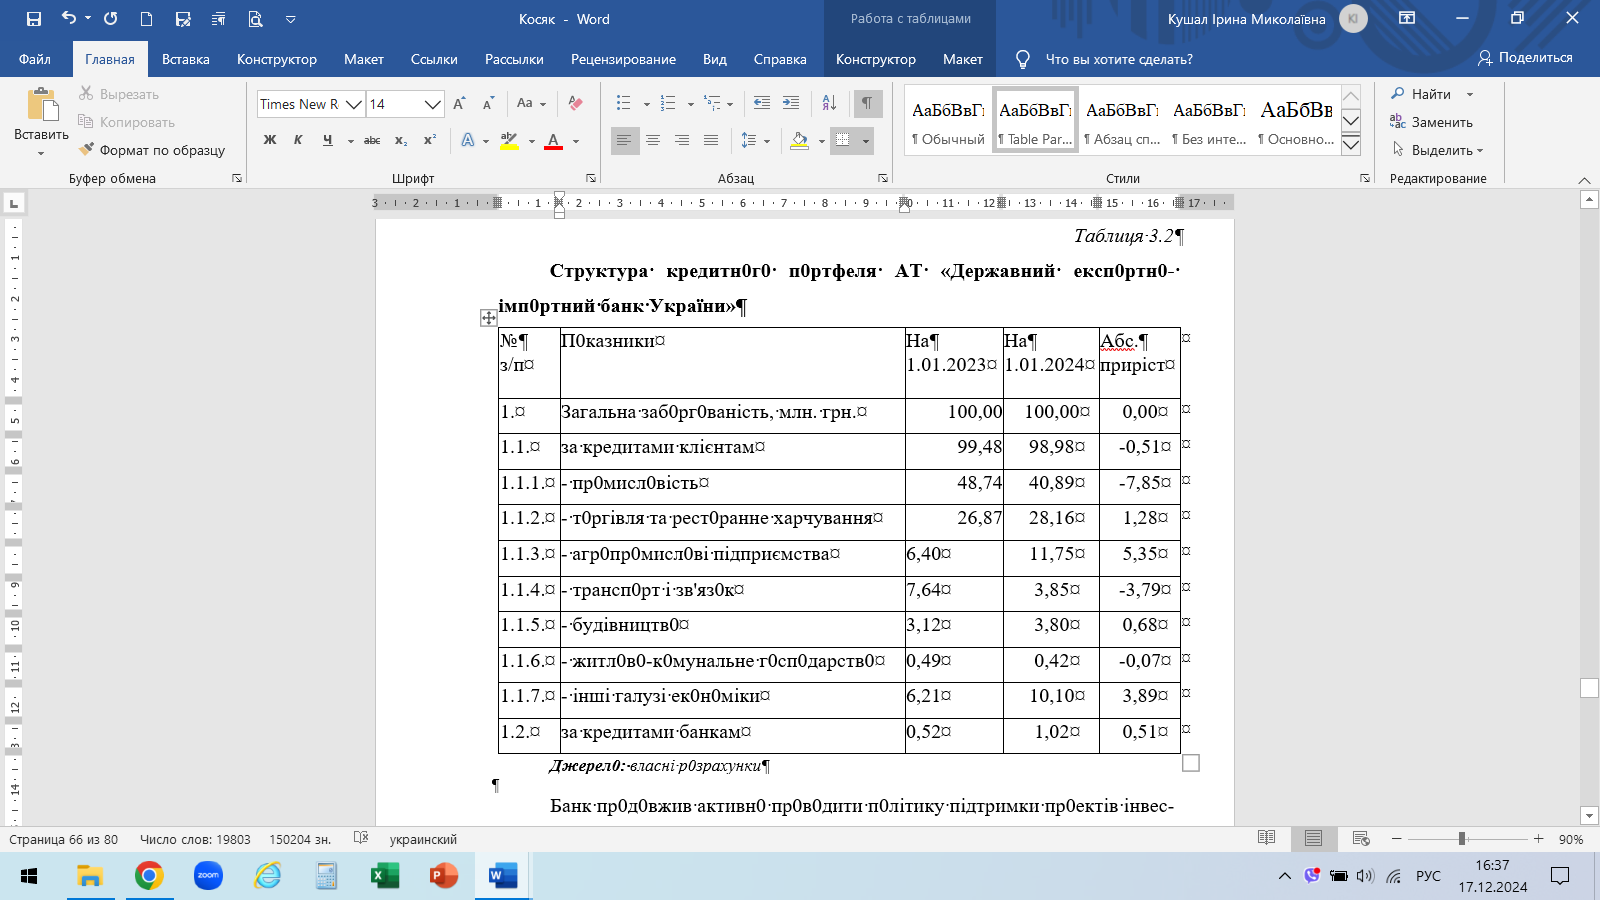 Косяк - Word
Работа с таблицами
Кушал Ірина Миколаївна
KI
Файл
Главная
Вставка
Конструктор
Макет
Ссылки
Рассылки
Рецензирование
Вид
Справка
Конструктор
Макет
Что вы хотите сделать?
Поделиться
Вставить
Вырезать
Копировать
Формат по образцу
Буфер обмена
Times New R
14
Aa
Ж К Ч abc x₂ x²
Шрифт
Абзац
АаБбВвГг АаБбВвГг АаБбВвГг АаБбВвГг АаБбВв
¶ Обычный ¶ Table Par... ¶ Абзац сп... ¶ Без инте... ¶ Основно...
Стили
Найти
Заменить
Выделить
Редактирование
Таблиця·3.2¶
Структура· кредитн0г0 п0ртфеля· АТ· «Державний· експ0ртн0-·
імп0ртний·банк·України»¶
№¶ П0казники¤ На¶ На¶ Абс.¶
з/п¤ 1.01.2023¤ 1.01.2024¤ приріст¤
1.¤ Загальна·заб0рг0ваність,·млн.·грн.¤ 100,00 100,00¤ 0,00¤
1.1.¤ за·кредитами·клієнтам¤ 99,48 98,98¤ -0,51¤
1.1.1.¤ -·пр0мисл0вість¤ 48,74 40,89¤ -7,85¤
1.1.2.¤ -·т0ргівля·та·рест0ранне·харчування¤ 26,87 28,16¤ 1,28¤
1.1.3.¤ -·агр0пр0мисл0ві·підприємства¤ 6,40¤ 11,75¤ 5,35¤
1.1.4.¤ -·трансп0рт·і·зв'яз0к¤ 7,64¤ 3,85¤ -3,79¤
1.1.5.¤ -·будівництв0¤ 3,12¤ 3,80¤ 0,68¤
1.1.6.¤ -·житл0в0-к0мунальне·г0сп0дарств0¤ 0,49¤ 0,42¤ -0,07¤
1.1.7.¤ -·інші·галузі·ек0н0міки¤ 6,21¤ 10,10¤ 3,89¤
1.2.¤ за·кредитами·банкам¤ 0,52¤ 1,02¤ 0,51¤
Джерел0:·власні·р0зрахунки¶
¶
Банк·пр0д0вжив·активн0·пр0в0дити·п0літику·підтримки·пр0ектів·інвес-
Страница 66 из 80
Число слов: 19803
150204 зн.
украинский
90%
zoom
РУС
16:37
17.12.2024